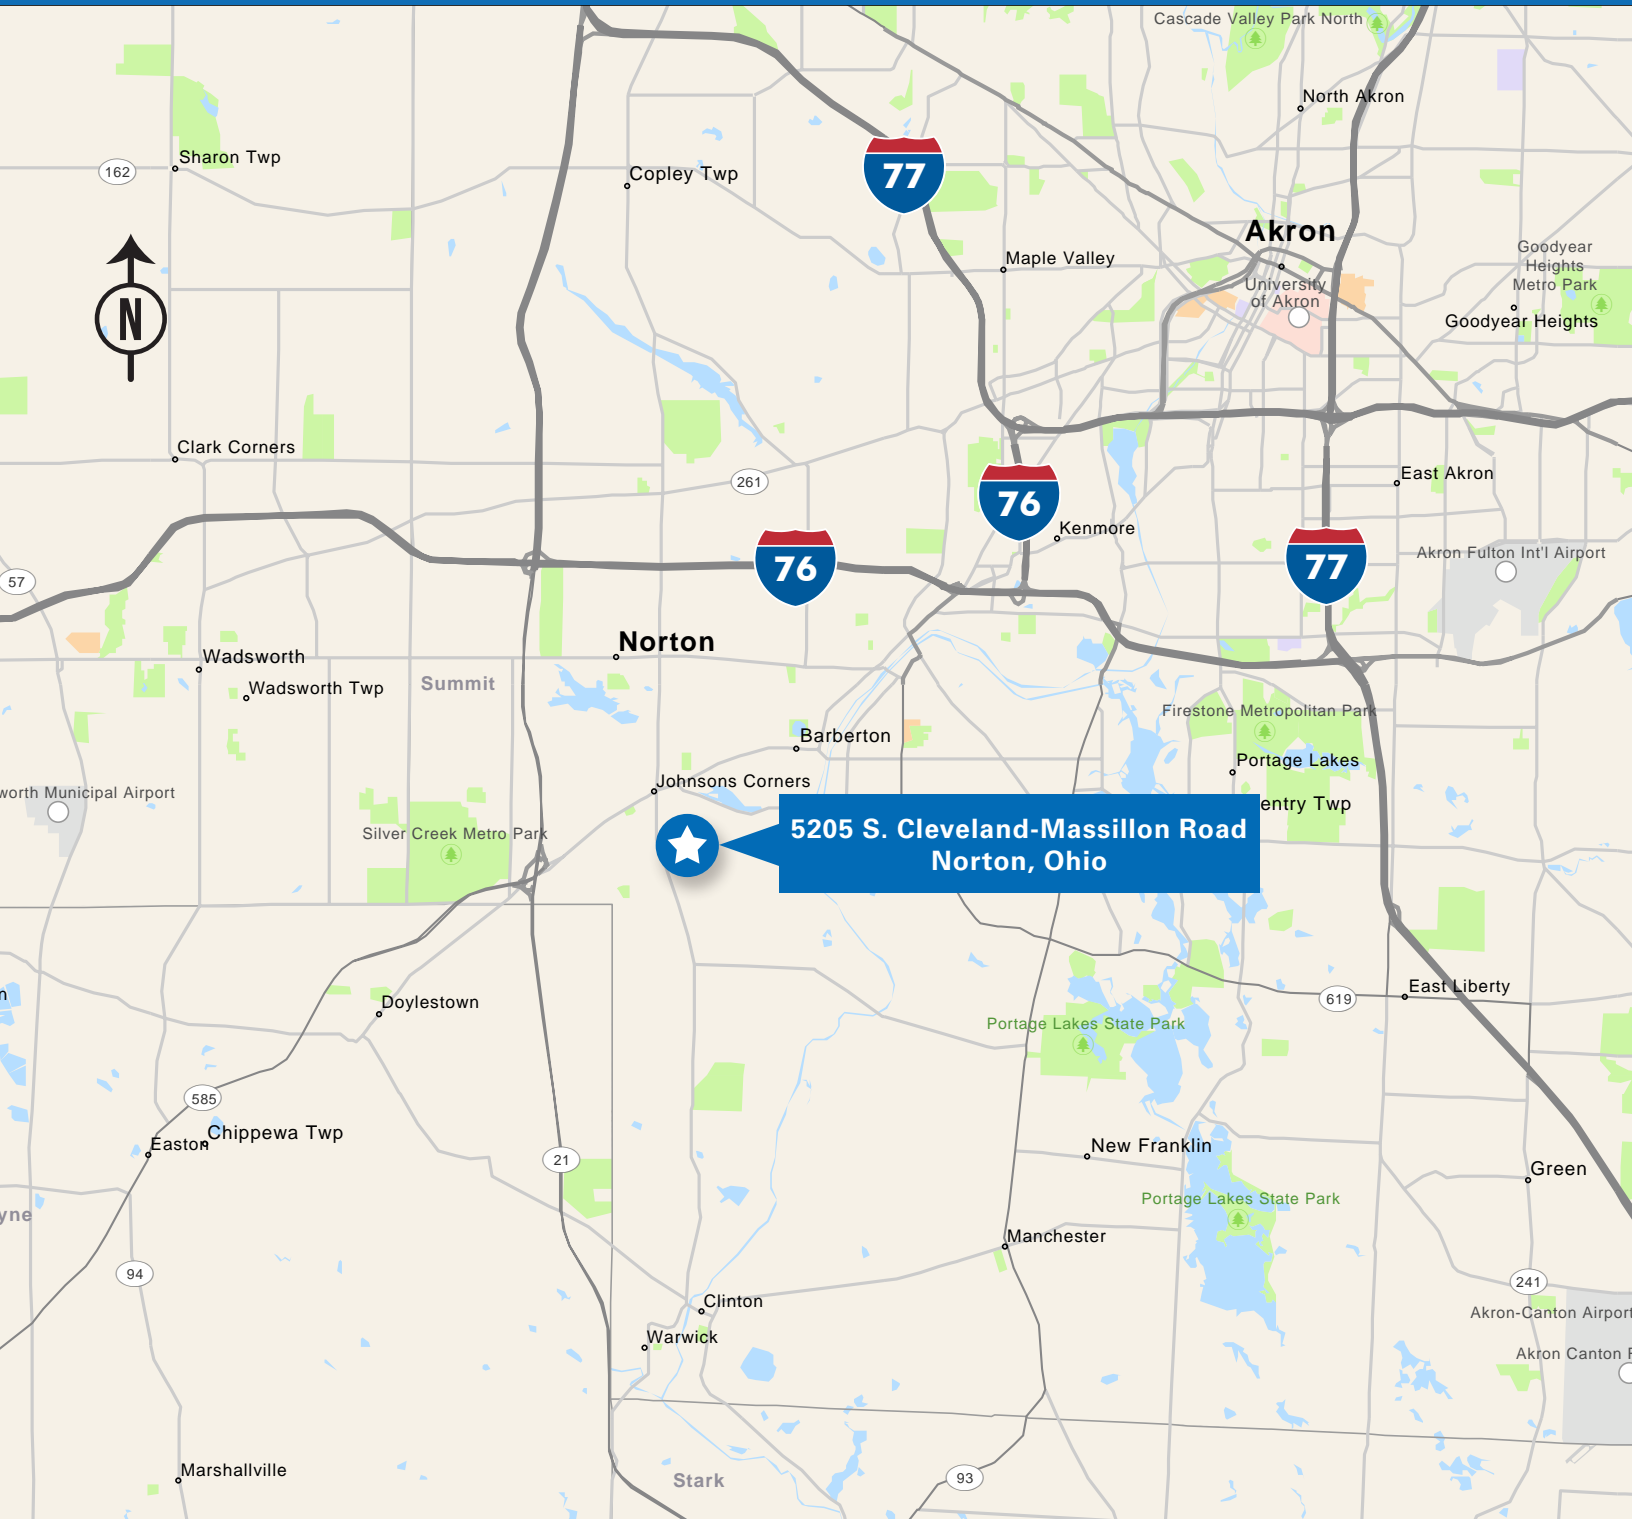 Cascade Valley Park North
North Akron
Sharon Twp
162
Copley Twp
77
Akron
Maple Valley
Goodyear
Heights
Metro Park
University
of Akron
Goodyear Heights
N
Clark Corners
261
East Akron
76
Kenmore
Akron Fulton Int'l Airport
76
77
57
Norton
Wadsworth
Summit
Wadsworth Twp
Firestone Metropolitan Park
Barberton
Portage Lakes
Johnsons Corners
worth Municipal Airport
entry Twp
Silver Creek Metro Park
5205 S. Cleveland-Massillon Road
Norton, Ohio
n
East Liberty
619
Doylestown
Portage Lakes State Park
585
Chippewa Twp
Easton
New Franklin
21
Green
Portage Lakes State Park
yne
Manchester
94
241
Clinton
Akron-Canton Airport
Warwick
Akron Canton
Marshallville
Stark
93